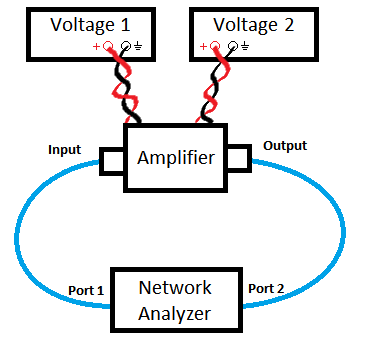 Voltage 1
Voltage 2
+
+
Input
Amplifier
Output
Port 1
Network
Analyzer
Port 2